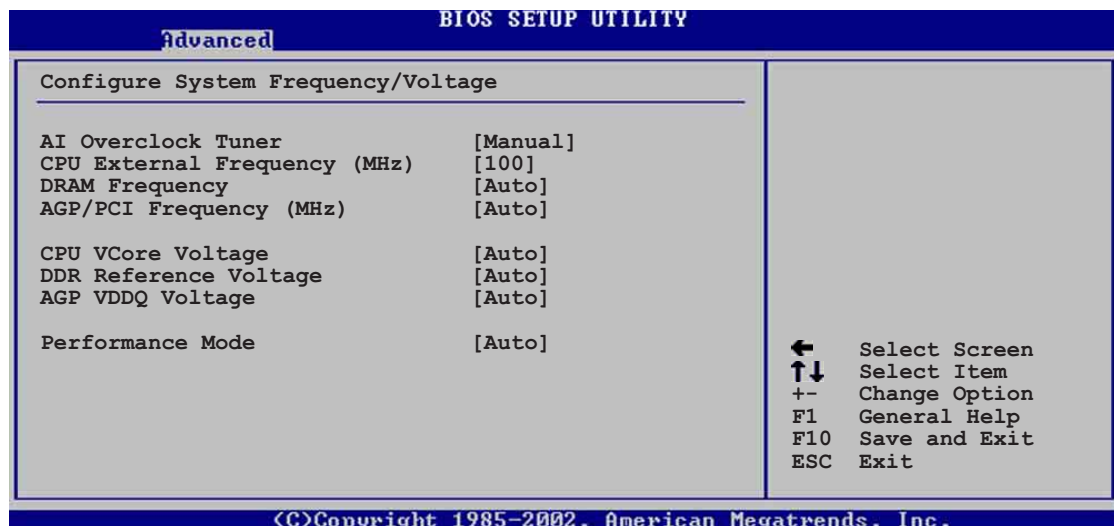 BIOS SETUP UTILITY
Advanced
Configure System Frequency/Voltage
AI Overclock Tuner [Manual]
CPU External Frequency (MHz) [100]
DRAM Frequency [Auto]
AGP/PCI Frequency (MHz) [Auto]
CPU VCore Voltage [Auto]
DDR Reference Voltage [Auto]
AGP VDDQ Voltage [Auto]
Performance Mode [Auto]
← Select Screen
↑↓ Select Item
+- Change Option
F1 General Help
F10 Save and Exit
ESC Exit
(C)Copyright 1985-2002, American Megatrends, Inc.